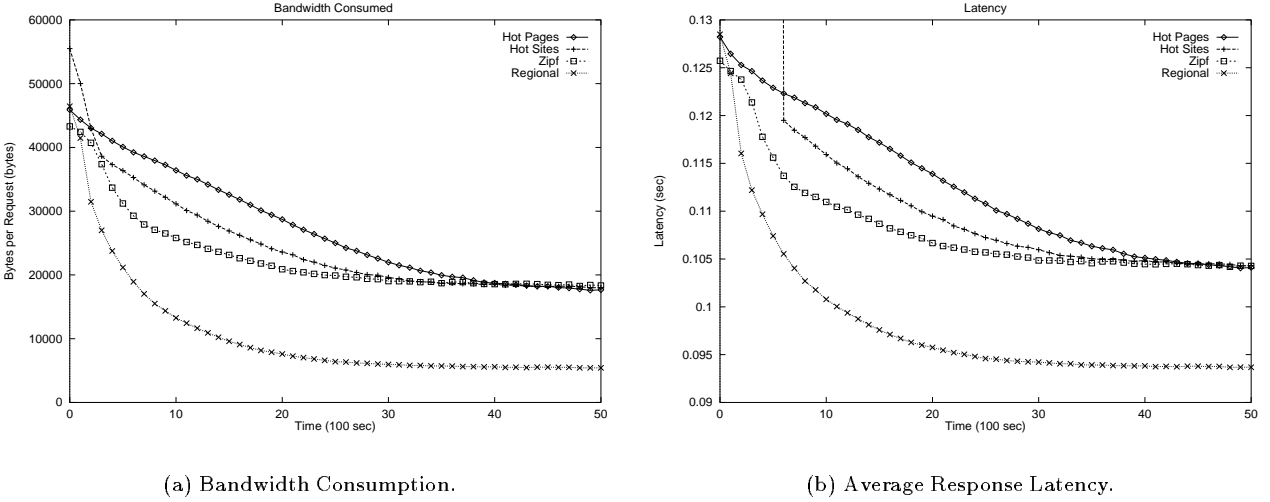 Bandwidth Consumed
60000
50000
40000
30000
20000
10000
0
Bytes per Request (bytes)
Hot Pages
Hot Sites
Zipf
Regional
0 10 20 30 40 50
Time (100 sec)
(a) Bandwidth Consumption.
Latency
0.13
0.125
0.12
0.115
0.11
0.105
0.1
0.095
0.09
Latency (sec)
Hot Pages
Hot Sites
Zipf
Regional
0 10 20 30 40 50
Time (100 sec)
(b) Average Response Latency.